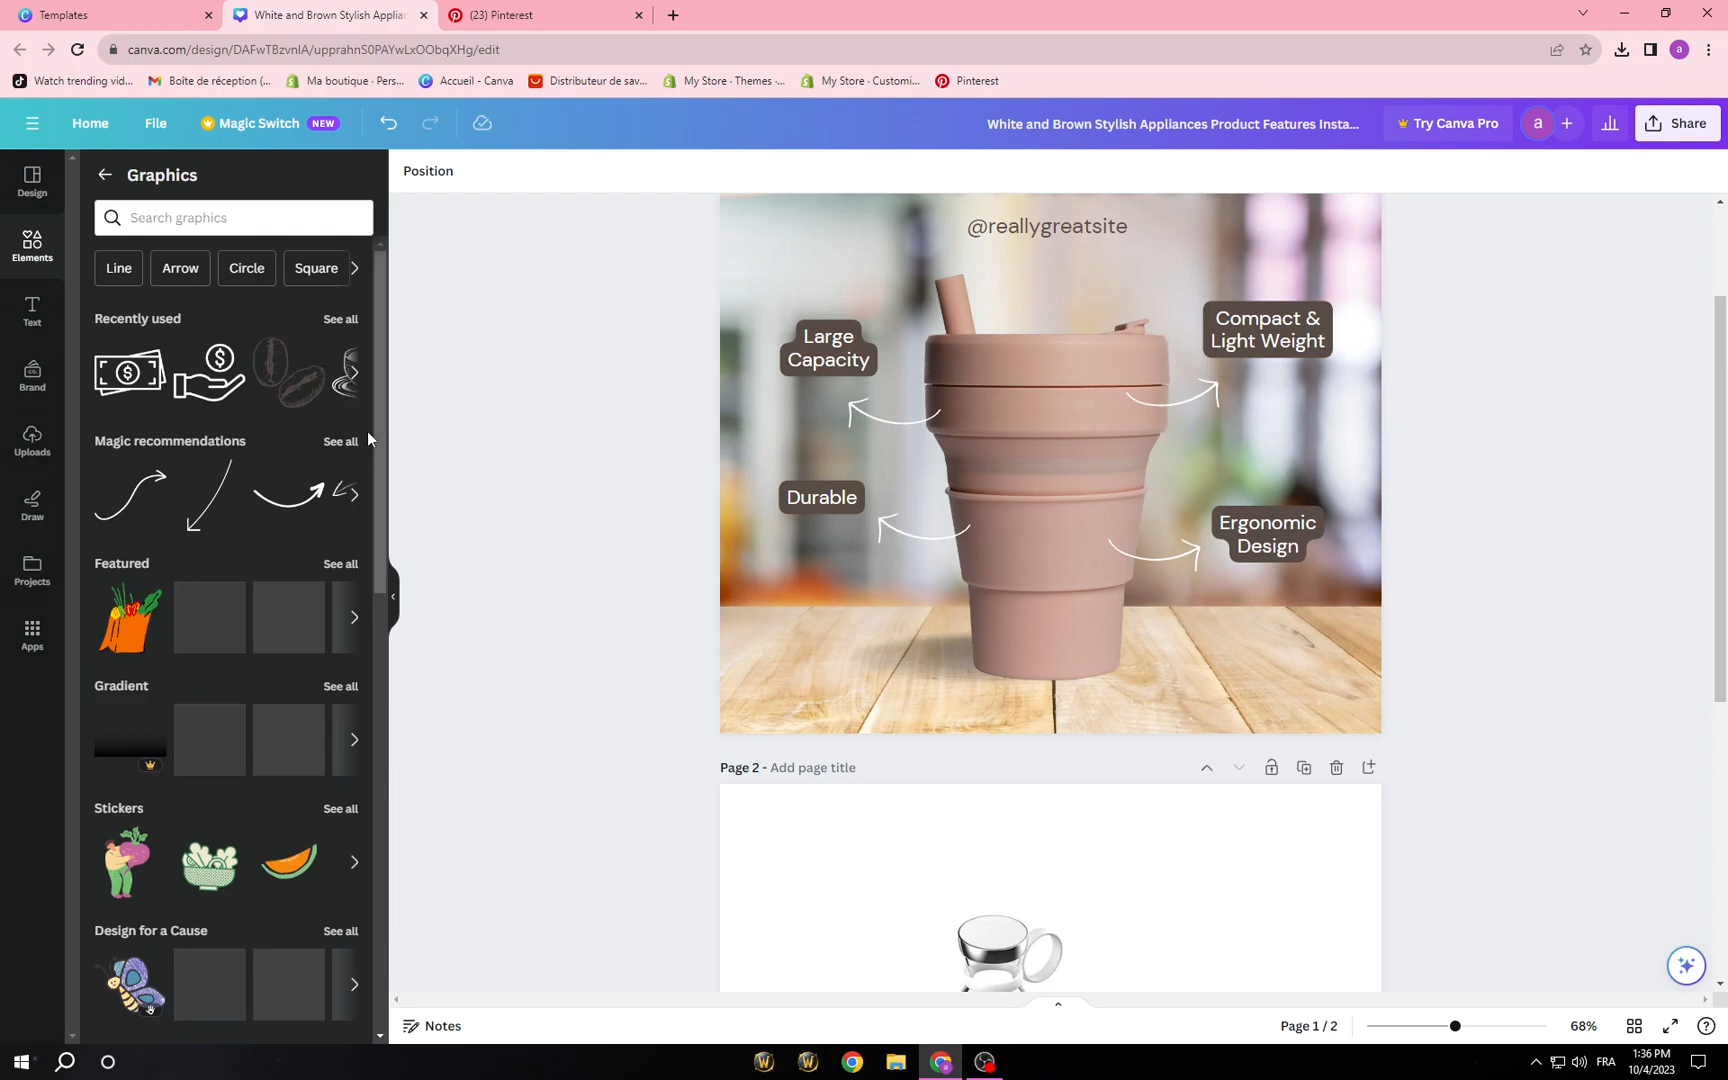 Templates
White and Brown Stylish Applian
(23) Pinterest
canva.com/design/DAFwTBzvnlA/upprahnS0PAYwLxOObqXHg/edit
Watch trending vid...
Boîte de réception (...
Ma boutique · Pers...
Accueil - Canva
Distributeur de sav...
My Store · Themes ·...
My Store · Customi...
Pinterest
Home
File
Magic Switch
NEW
White and Brown Stylish Appliances Product Features Insta...
Try Canva Pro
a
Share
Design
Elements
Text
Brand
Uploads
Draw
Projects
Apps
Graphics
Search graphics
Line
Arrow
Circle
Square
Recently used
See all
Magic recommendations
See all
Featured
See all
Gradient
See all
Stickers
See all
Design for a Cause
See all
Position
@reallygreatsite
Large
Capacity
Compact &
Light Weight
Durable
Ergonomic
Design
Page 2 - Add page title
Notes
Page 1 / 2
68%
FRA
1:36 PM
10/4/2023